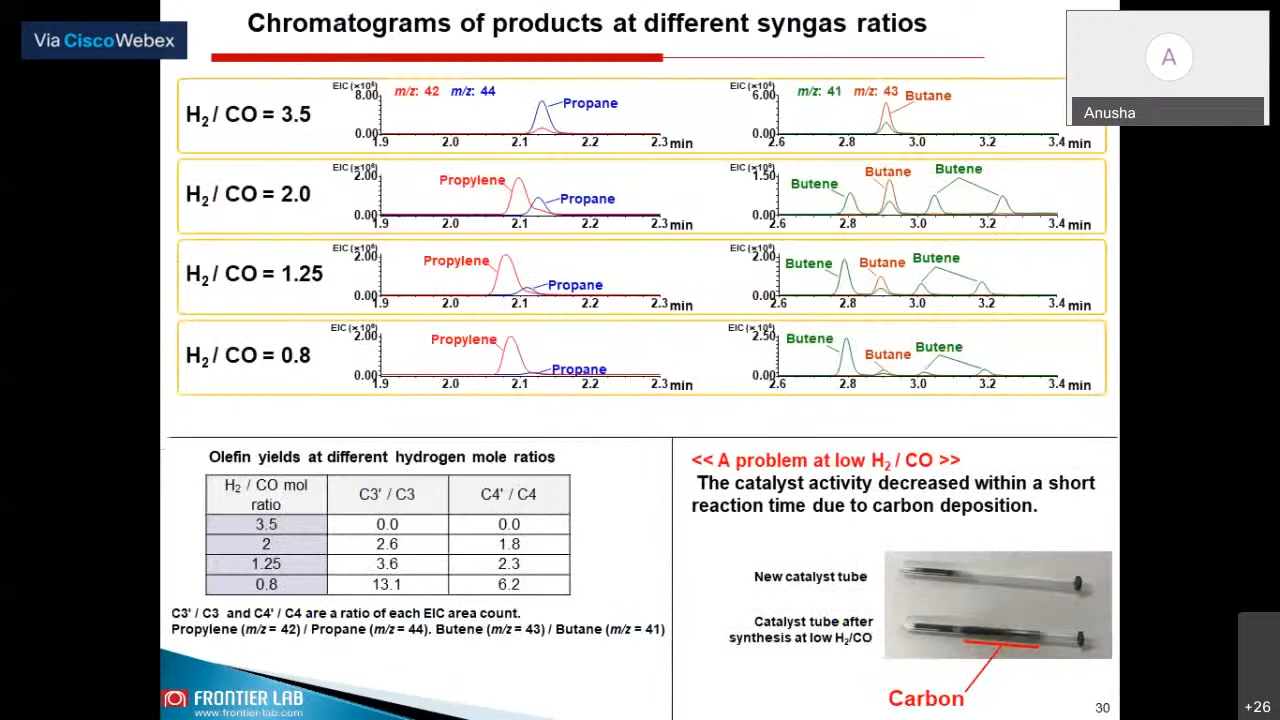 Chromatograms of products at different syngas ratios
Via Cisco Webex
A
Anusha
H2 / CO = 3.5
EIC (×10⁶)
8.00
0.00
m/z: 42 m/z: 44
Propane
1.9 2.0 2.1 2.2 2.3 min
EIC (×10⁶)
6.00
0.00
m/z: 41 m/z: 43
Butane
2.6 2.8 3.0 3.2 3.4 min
H2 / CO = 2.0
EIC (×10⁶)
2.00
0.00
Propylene
Propane
1.9 2.0 2.1 2.2 2.3 min
EIC (×10⁶)
1.50
0.00
Butene
Butane
Butene
2.6 2.8 3.0 3.2 3.4 min
H2 / CO = 1.25
EIC (×10⁶)
2.00
0.00
Propylene
Propane
1.9 2.0 2.1 2.2 2.3 min
EIC (×10⁶)
2.00
0.00
Butene
Butane
Butene
2.6 2.8 3.0 3.2 3.4 min
H2 / CO = 0.8
EIC (×10⁶)
2.00
0.00
Propylene
Propane
1.9 2.0 2.1 2.2 2.3 min
EIC (×10⁶)
2.50
0.00
Butene
Butane
Butene
2.6 2.8 3.0 3.2 3.4 min
Olefin yields at different hydrogen mole ratios
H2 / CO mol ratio C3' / C3 C4' / C4
3.5 0.0 0.0
2 2.6 1.8
1.25 3.6 2.3
0.8 13.1 6.2
C3' / C3 and C4' / C4 are a ratio of each EIC area count.
Propylene (m/z = 42) / Propane (m/z = 44). Butene (m/z = 43) / Butane (m/z = 41)
<< A problem at low H2 / CO >>
The catalyst activity decreased within a short
reaction time due to carbon deposition.
New catalyst tube
Catalyst tube after
synthesis at low H2/CO
Carbon
FRONTIER LAB
www.frontier-lab.com
30
+26